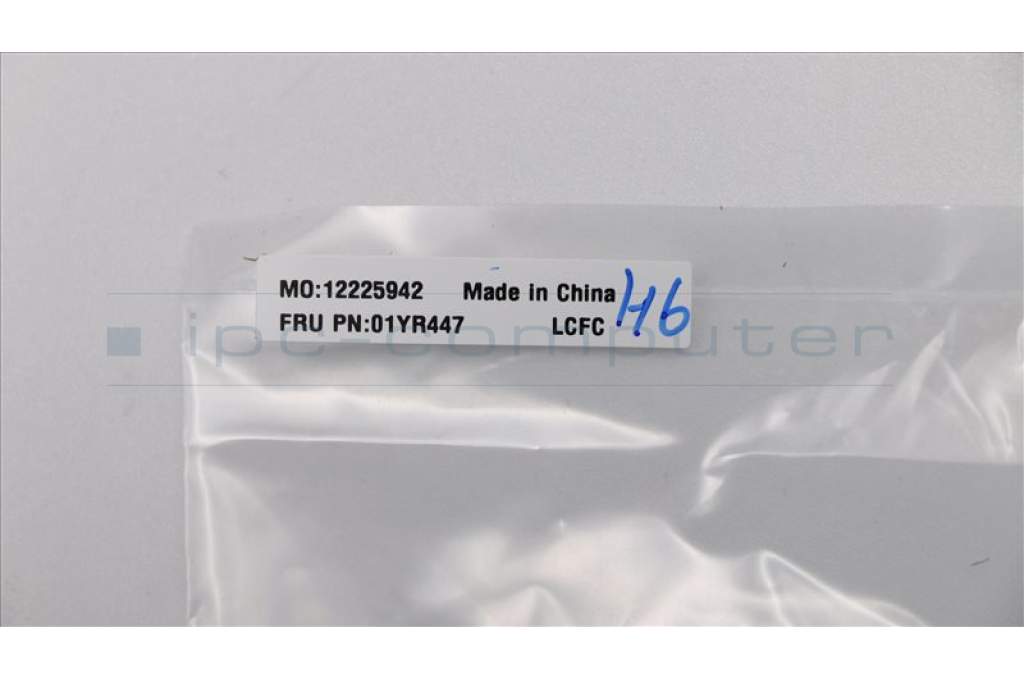 MO:12225942 Made in China H6
FRU PN:01YR447 LCFC
ipc-computer